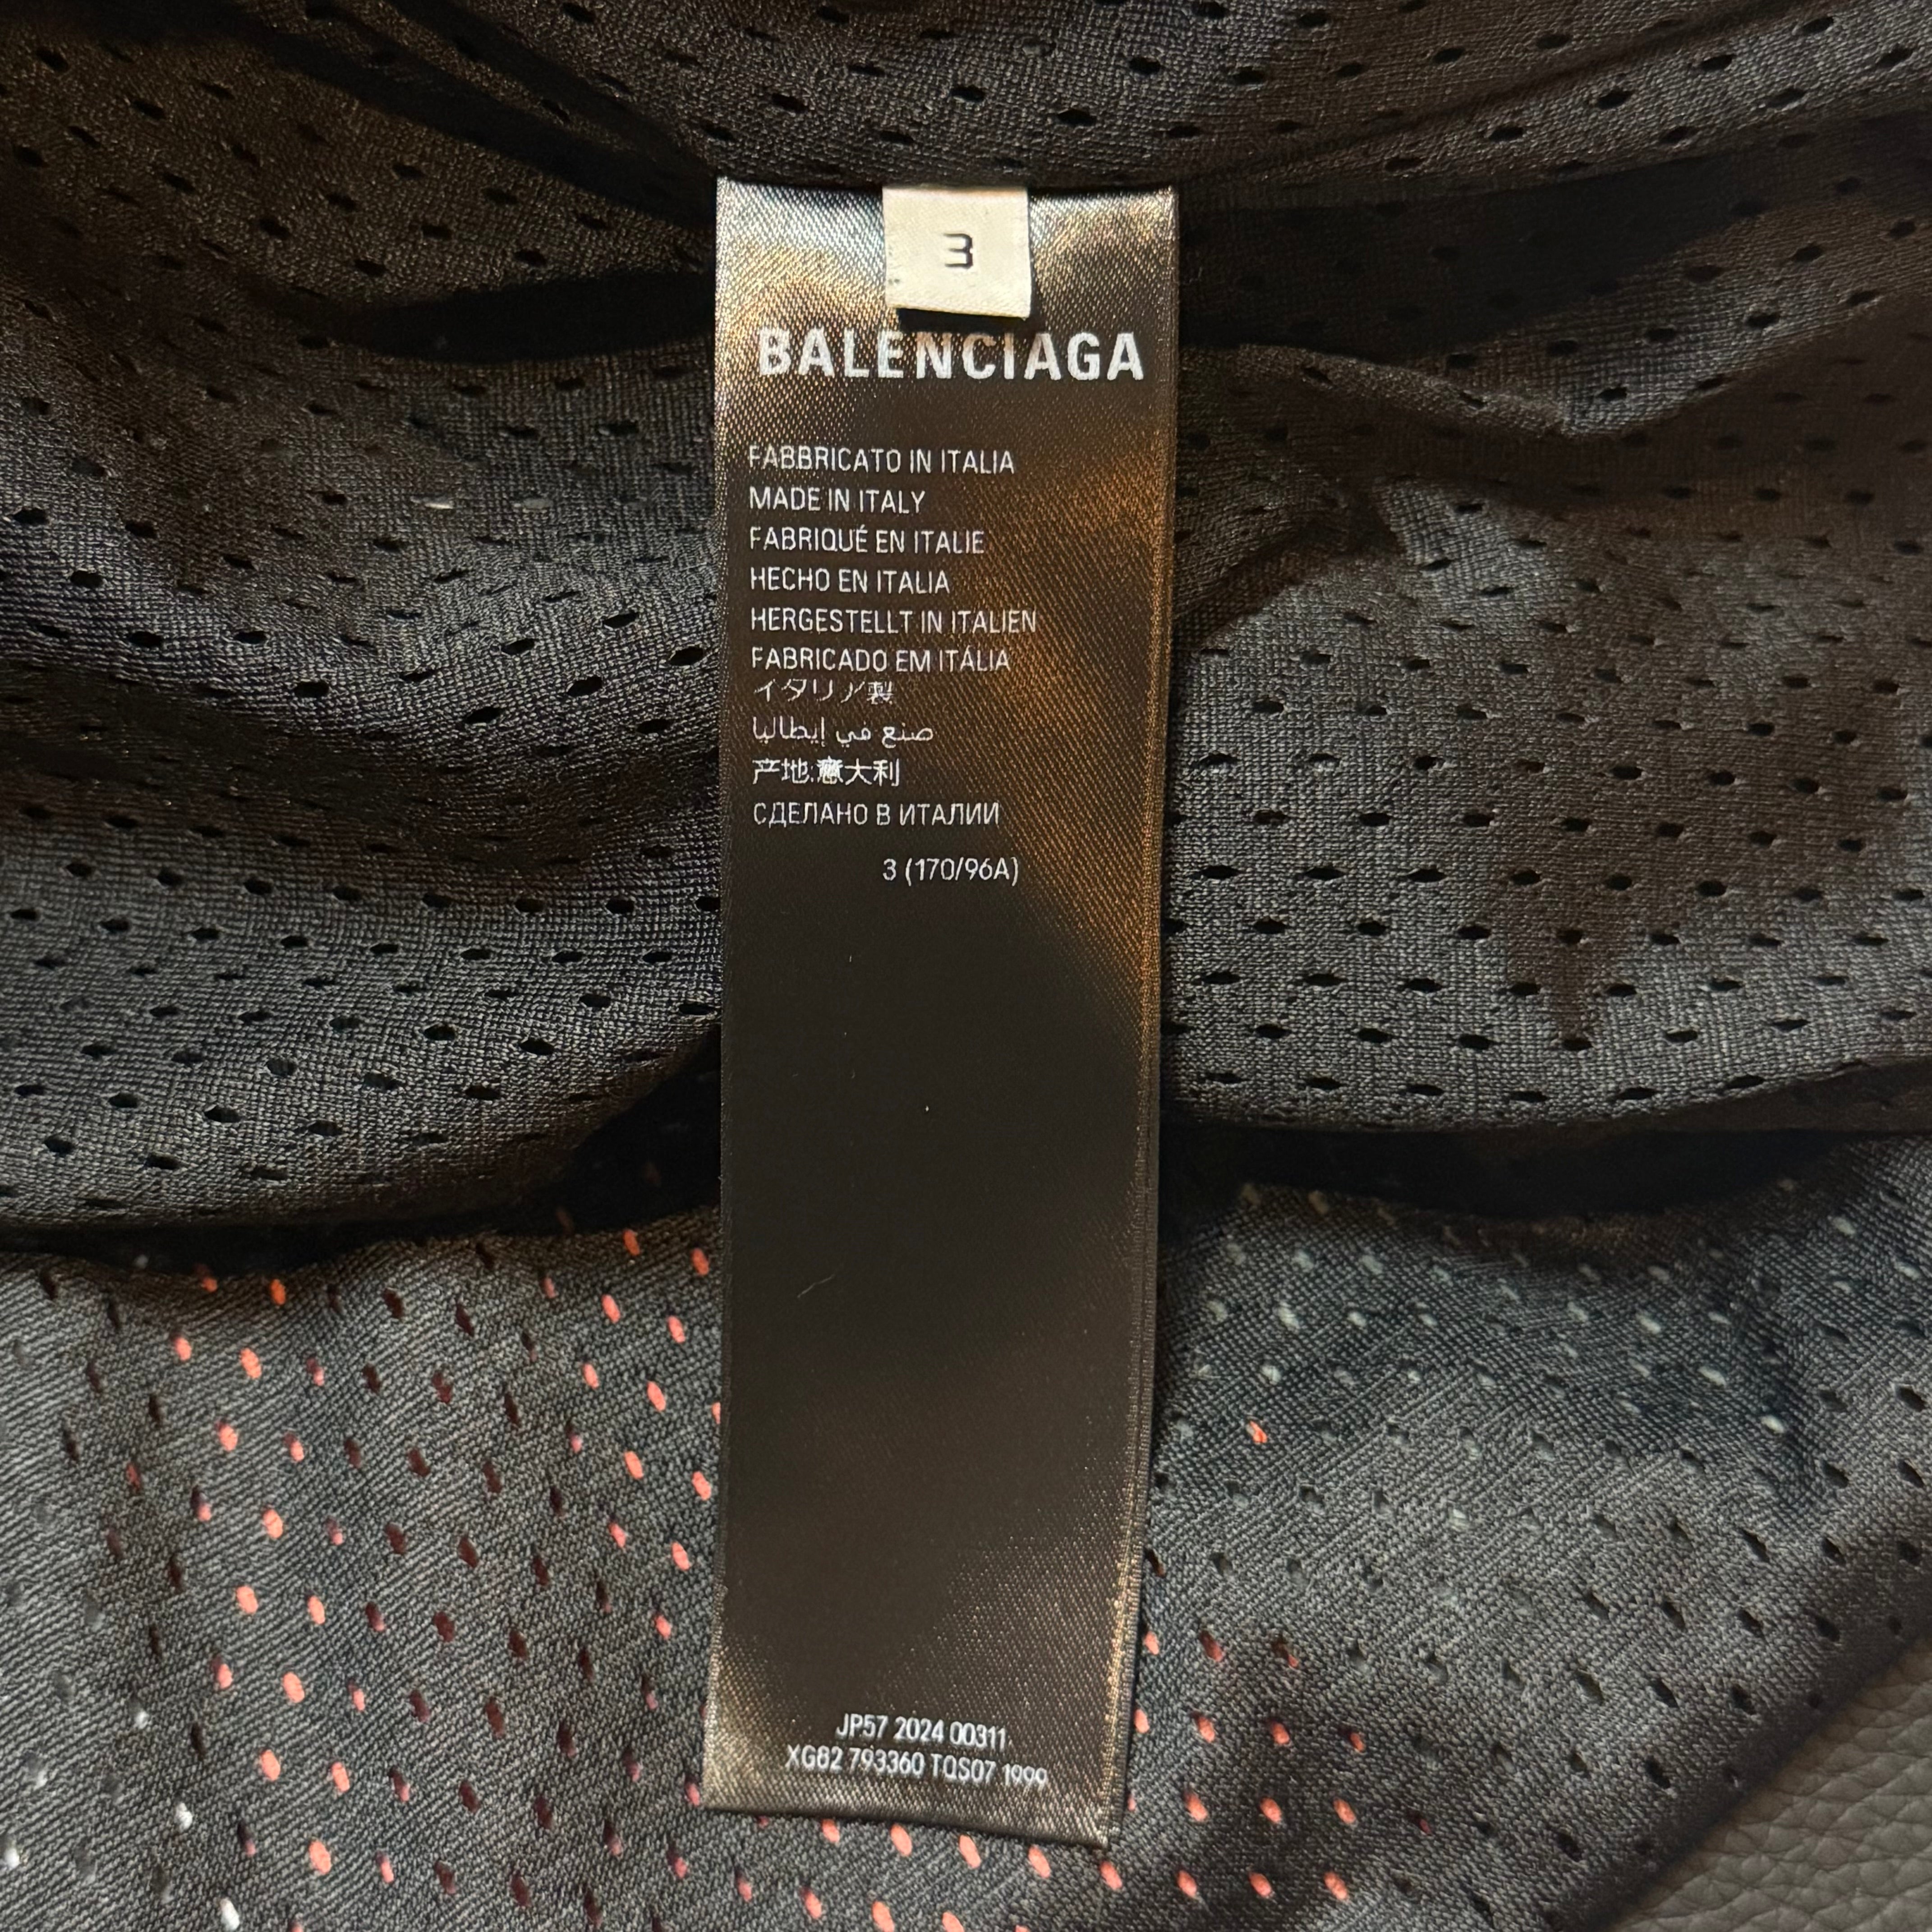 3
BALENCIAGA
FABBRICATO IN ITALIA
MADE IN ITALY
FABRIQUÉ EN ITALIE
HECHO EN ITALIA
HERGESTELLT IN ITALIEN
FABRICADO EM ITÁLIA
イタリア製
صنع في إيطاليا
产地:意大利
СДЕЛАНО В ИТАЛИИ
3 (170/96A)
JP57 2024 00311
XG82 793360 TQS07 1999